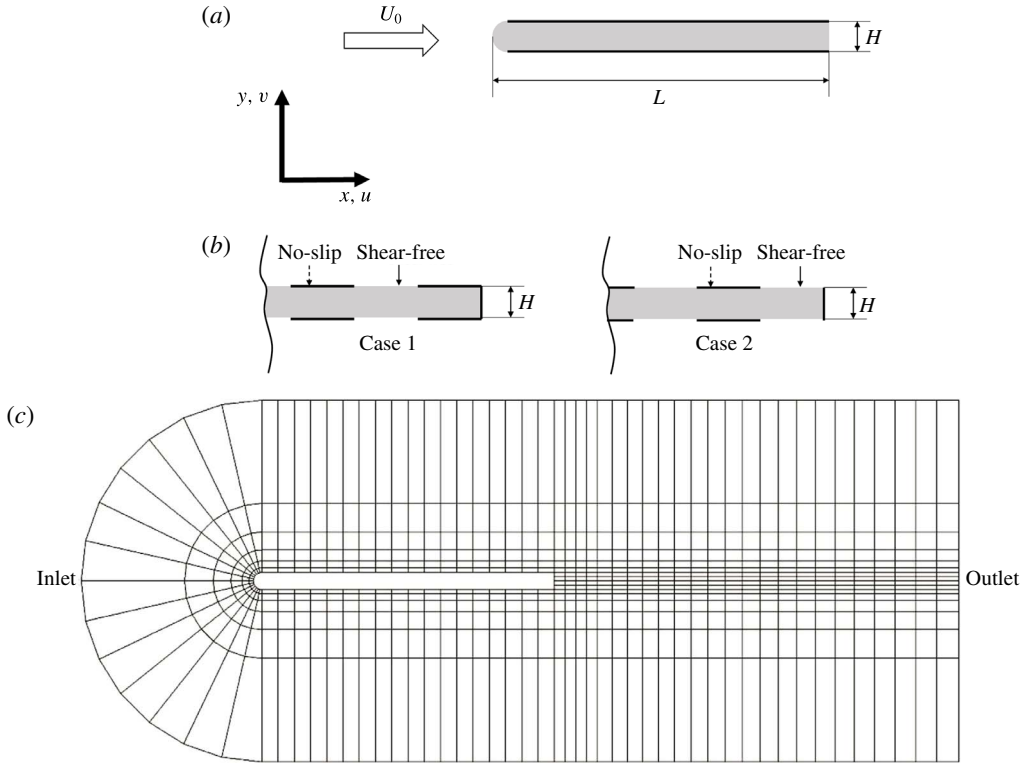 (a)
U0
H
L
y, v
x, u
(b)
No-slip Shear-free
H
Case 1
No-slip Shear-free
H
Case 2
(c)
Inlet
Outlet